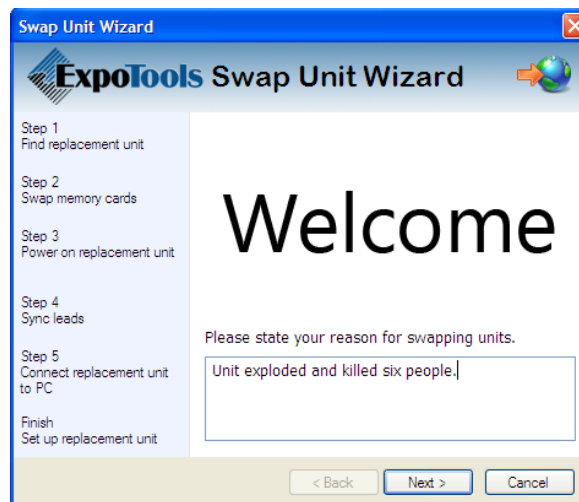 Swap Unit Wizard
ExpoTools Swap Unit Wizard
Step 1
Find replacement unit
Step 2
Swap memory cards
Step 3
Power on replacement unit
Step 4
Sync leads
Step 5
Connect replacement unit
to PC
Finish
Set up replacement unit
Welcome
Please state your reason for swapping units.
Unit exploded and killed six people.
< Back
Next >
Cancel